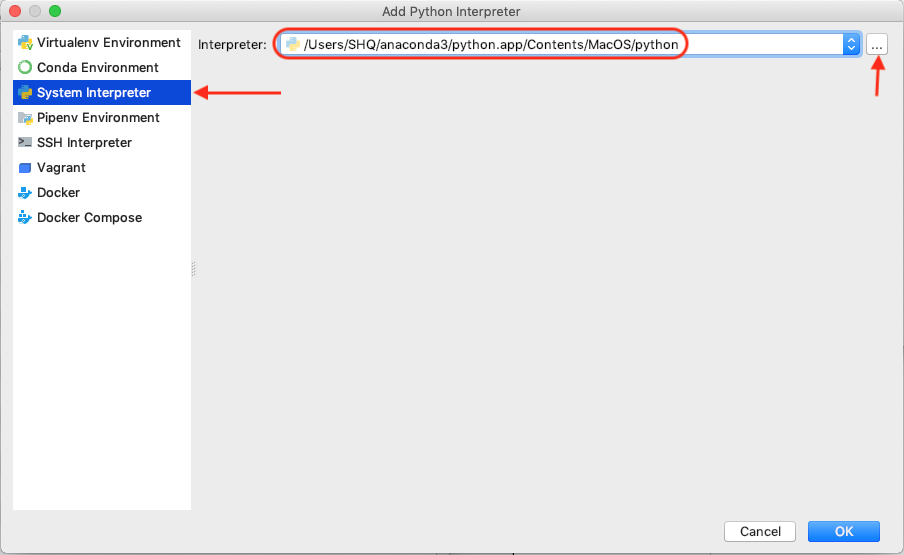 Add Python Interpreter
Virtualenv Environment
Conda Environment
System Interpreter
Pipenv Environment
SSH Interpreter
Vagrant
Docker
Docker Compose
Interpreter: /Users/SHQ/anaconda3/python.app/Contents/MacOS/python ...
Cancel OK